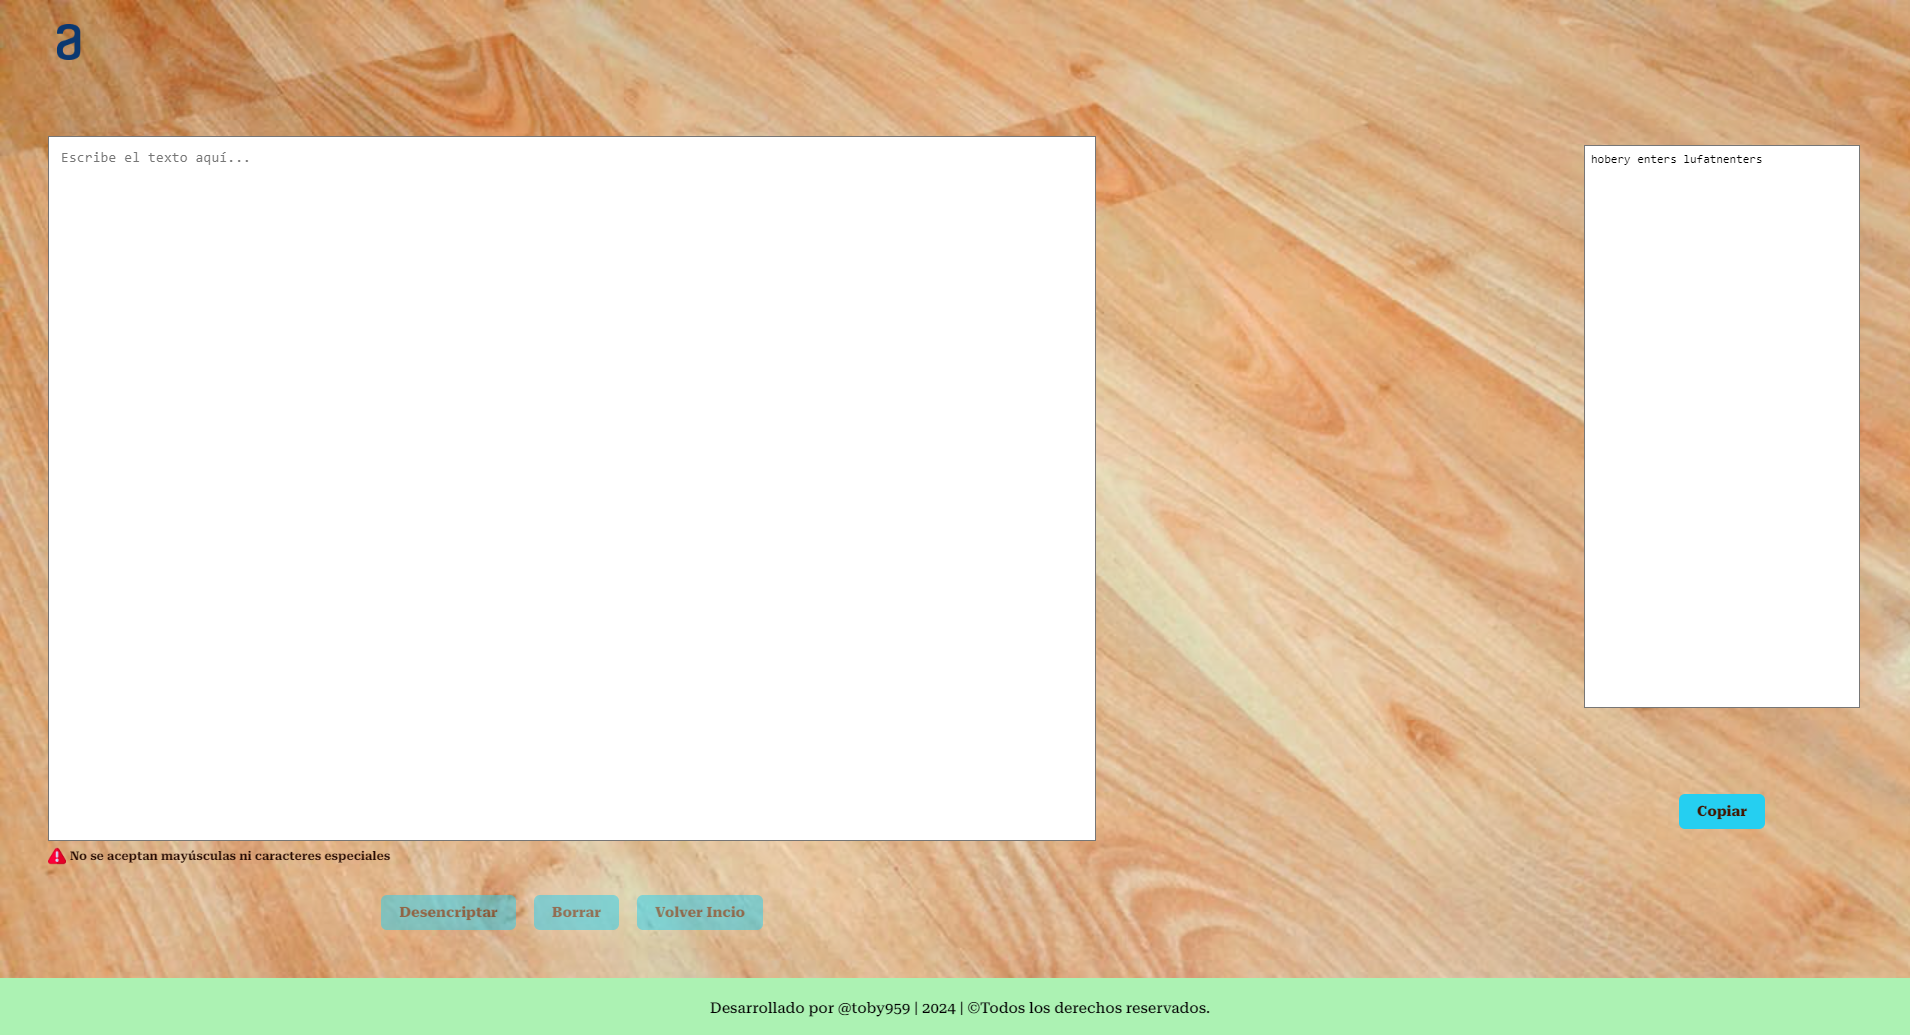 a
Escribe el texto aquí...
hobery enters lufatnenters
Copiar
No se aceptan mayúsculas ni caracteres especiales
Desencriptar
Borrar
Volver Incio
Desarrollado por @toby959 | 2024 | ©Todos los derechos reservados.